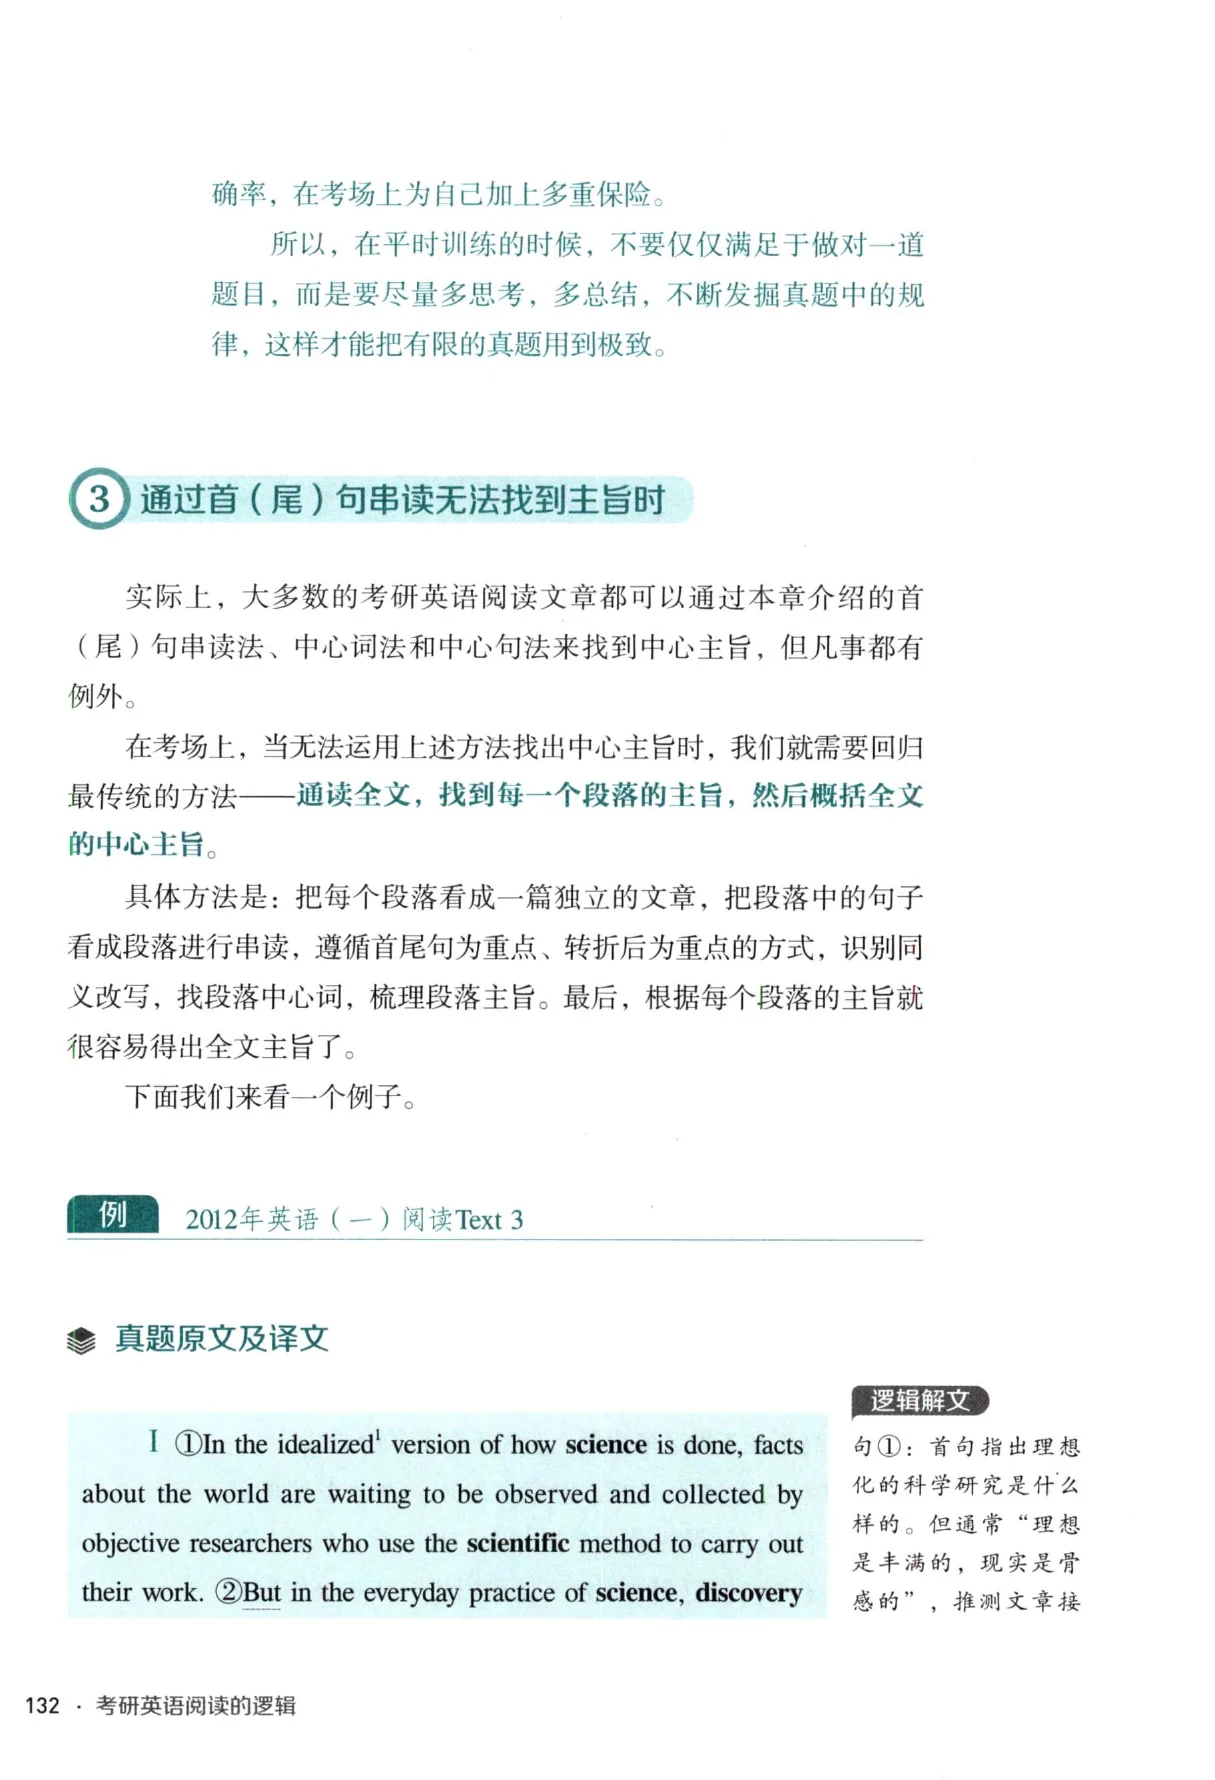 确率，在考场上为自己加上多重保险。
所以，在平时训练的时候，不要仅仅满足于做对一道
题目，而是要尽量多思考，多总结，不断发掘真题中的规
律，这样才能把有限的真题用到极致。
3 通过首（尾）句串读无法找到主旨时
实际上，大多数的考研英语阅读文章都可以通过本章介绍的首
（尾）句串读法、中心词法和中心句法来找到中心主旨，但凡事都有
例外。
在考场上，当无法运用上述方法找出中心主旨时，我们就需要回归
最传统的方法——通读全文，找到每一个段落的主旨，然后概括全文
的中心主旨。
具体方法是：把每个段落看成一篇独立的文章，把段落中的句子
看成段落进行串读，遵循首尾句为重点、转折后为重点的方式，识别同
义改写，找段落中心词，梳理段落主旨。最后，根据每个段落的主旨就
很容易得出全文主旨了。
下面我们来看一个例子。
例 2012年英语（一）阅读Text 3
真题原文及译文
I ①In the idealized¹ version of how science is done, facts
about the world are waiting to be observed and collected by
objective researchers who use the scientific method to carry out
their work. ②But in the everyday practice of science, discovery
逻辑解文
句①：首句指出理想
化的科学研究是什么
样的。但通常“理想
是丰满的，现实是骨
感的”，推测文章接
132 · 考研英语阅读的逻辑